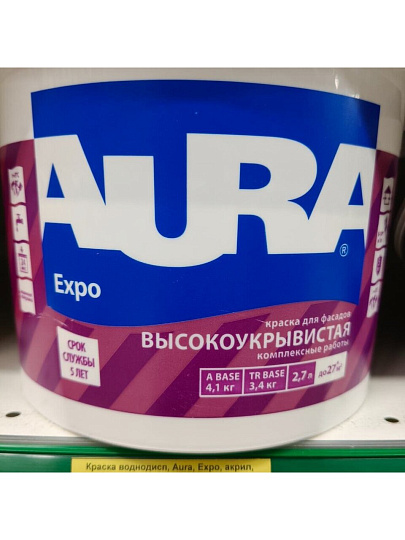 AURA
®
Expo
краска для фасадов
ВЫСОКОУКРЫВИСТАЯ
комплексные работы
СРОК
СЛУЖБЫ
5 ЛЕТ
A BASE
4,1 кг
TR BASE
3,4 кг
2,7 л
до 27 м²
Краска воднодисп, Aura, Expo, акрил,